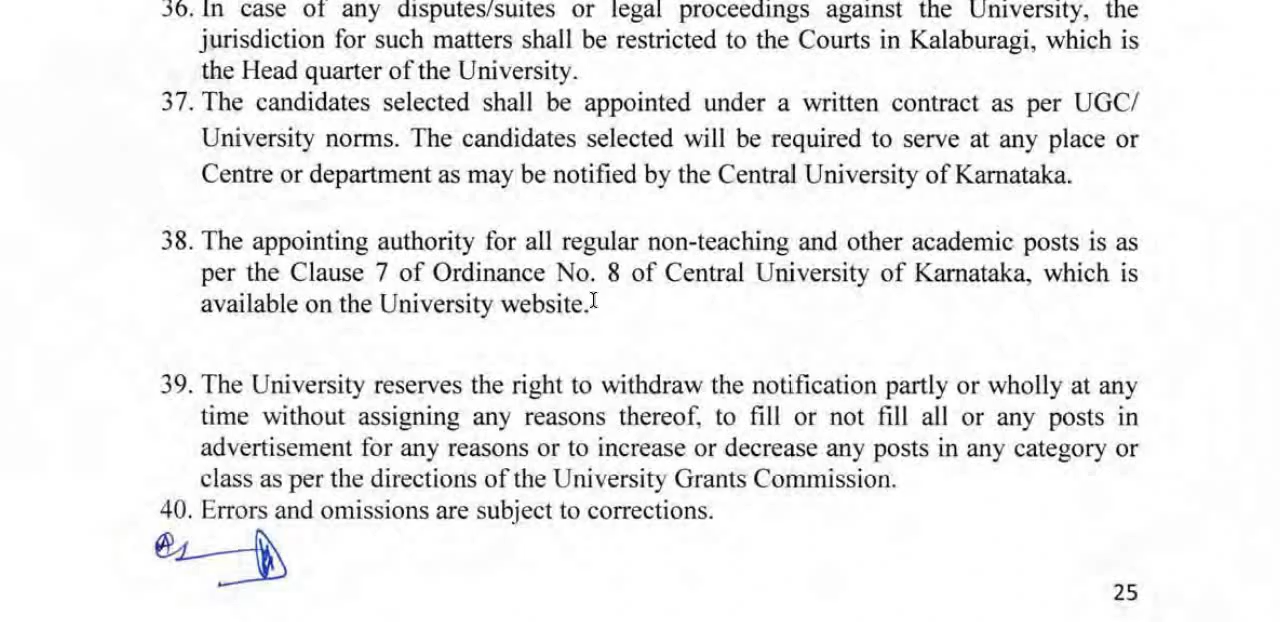 36. In case of any disputes/suites or legal proceedings against the University, the
jurisdiction for such matters shall be restricted to the Courts in Kalaburagi, which is
the Head quarter of the University.
37. The candidates selected shall be appointed under a written contract as per UGC/
University norms. The candidates selected will be required to serve at any place or
Centre or department as may be notified by the Central University of Karnataka.
38. The appointing authority for all regular non-teaching and other academic posts is as
per the Clause 7 of Ordinance No. 8 of Central University of Karnataka, which is
available on the University website.
39. The University reserves the right to withdraw the notification partly or wholly at any
time without assigning any reasons thereof, to fill or not fill all or any posts in
advertisement for any reasons or to increase or decrease any posts in any category or
class as per the directions of the University Grants Commission.
40. Errors and omissions are subject to corrections.
25